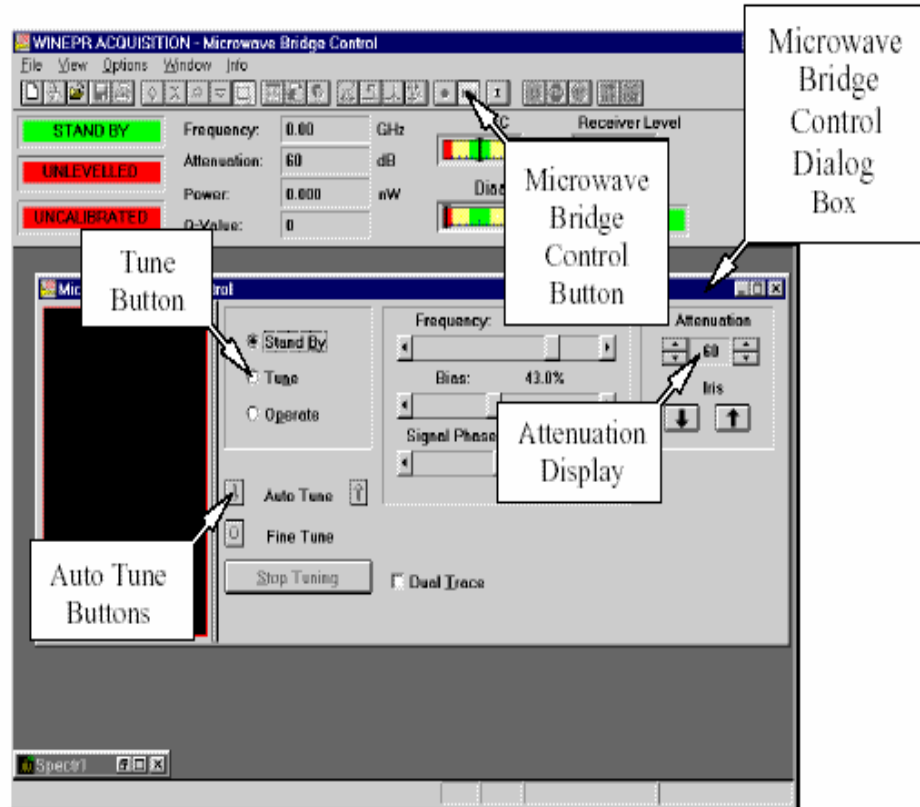 WINEPR ACQUISITION - Microwave Bridge Control
File View Options Window Info
STAND BY
UNLEVELLED
UNCALIBRATED
Frequency: 0.00 GHz
Attenuation: 60 dB
Power: 0.000 nW
Q-Value: 0
Receiver Level
Microwave
Bridge
Control
Dialog
Box
Microwave
Bridge
Control
Button
Tune
Button
Stand By
Tune
Operate
Frequency:
Bias: 43.0%
Signal Phase
Attenuation
60
Iris
Attenuation
Display
Auto Tune
Fine Tune
Stop Tuning
Dual Trace
Auto Tune
Buttons